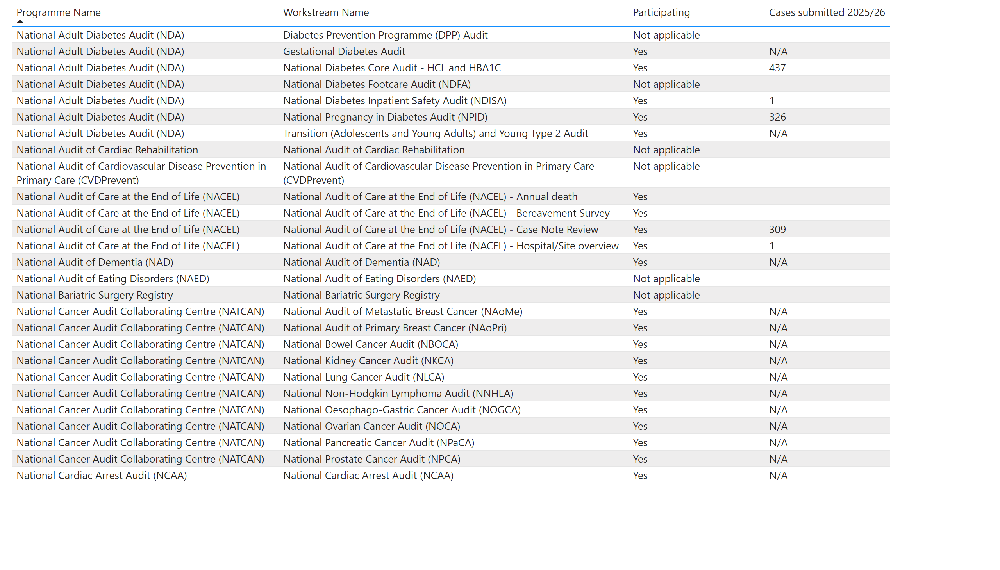 Programme Name Workstream Name Participating Cases submitted 2025/26
National Adult Diabetes Audit (NDA) Diabetes Prevention Programme (DPP) Audit Not applicable
National Adult Diabetes Audit (NDA) Gestational Diabetes Audit Yes N/A
National Adult Diabetes Audit (NDA) National Diabetes Core Audit - HCL and HBA1C Yes 437
National Adult Diabetes Audit (NDA) National Diabetes Footcare Audit (NDFA) Not applicable
National Adult Diabetes Audit (NDA) National Diabetes Inpatient Safety Audit (NDISA) Yes 1
National Adult Diabetes Audit (NDA) National Pregnancy in Diabetes Audit (NPID) Yes 326
National Adult Diabetes Audit (NDA) Transition (Adolescents and Young Adults) and Young Type 2 Audit Yes N/A
National Audit of Cardiac Rehabilitation National Audit of Cardiac Rehabilitation Not applicable
National Audit of Cardiovascular Disease Prevention in National Audit of Cardiovascular Disease Prevention in Primary Care Not applicable
Primary Care (CVDPrevent) (CVDPrevent)
National Audit of Care at the End of Life (NACEL) National Audit of Care at the End of Life (NACEL) - Annual death Yes
National Audit of Care at the End of Life (NACEL) National Audit of Care at the End of Life (NACEL) - Bereavement Survey Yes
National Audit of Care at the End of Life (NACEL) National Audit of Care at the End of Life (NACEL) - Case Note Review Yes 309
National Audit of Care at the End of Life (NACEL) National Audit of Care at the End of Life (NACEL) - Hospital/Site overview Yes 1
National Audit of Dementia (NAD) National Audit of Dementia (NAD) Yes N/A
National Audit of Eating Disorders (NAED) National Audit of Eating Disorders (NAED) Not applicable
National Bariatric Surgery Registry National Bariatric Surgery Registry Not applicable
National Cancer Audit Collaborating Centre (NATCAN) National Audit of Metastatic Breast Cancer (NAoMe) Yes N/A
National Cancer Audit Collaborating Centre (NATCAN) National Audit of Primary Breast Cancer (NAoPri) Yes N/A
National Cancer Audit Collaborating Centre (NATCAN) National Bowel Cancer Audit (NBOCA) Yes N/A
National Cancer Audit Collaborating Centre (NATCAN) National Kidney Cancer Audit (NKCA) Yes N/A
National Cancer Audit Collaborating Centre (NATCAN) National Lung Cancer Audit (NLCA) Yes N/A
National Cancer Audit Collaborating Centre (NATCAN) National Non-Hodgkin Lymphoma Audit (NNHLA) Yes N/A
National Cancer Audit Collaborating Centre (NATCAN) National Oesophago-Gastric Cancer Audit (NOGCA) Yes N/A
National Cancer Audit Collaborating Centre (NATCAN) National Ovarian Cancer Audit (NOCA) Yes N/A
National Cancer Audit Collaborating Centre (NATCAN) National Pancreatic Cancer Audit (NPaCA) Yes N/A
National Cancer Audit Collaborating Centre (NATCAN) National Prostate Cancer Audit (NPCA) Yes N/A
National Cardiac Arrest Audit (NCAA) National Cardiac Arrest Audit (NCAA) Yes N/A